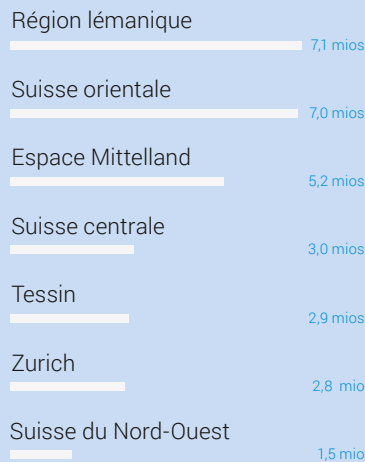 Région lémanique
7,1 mios
Suisse orientale
7,0 mios
Espace Mittelland
5,2 mios
Suisse centrale
3,0 mios
Tessin
2,9 mios
Zurich
2,8 mio
Suisse du Nord-Ouest
1,5 mio